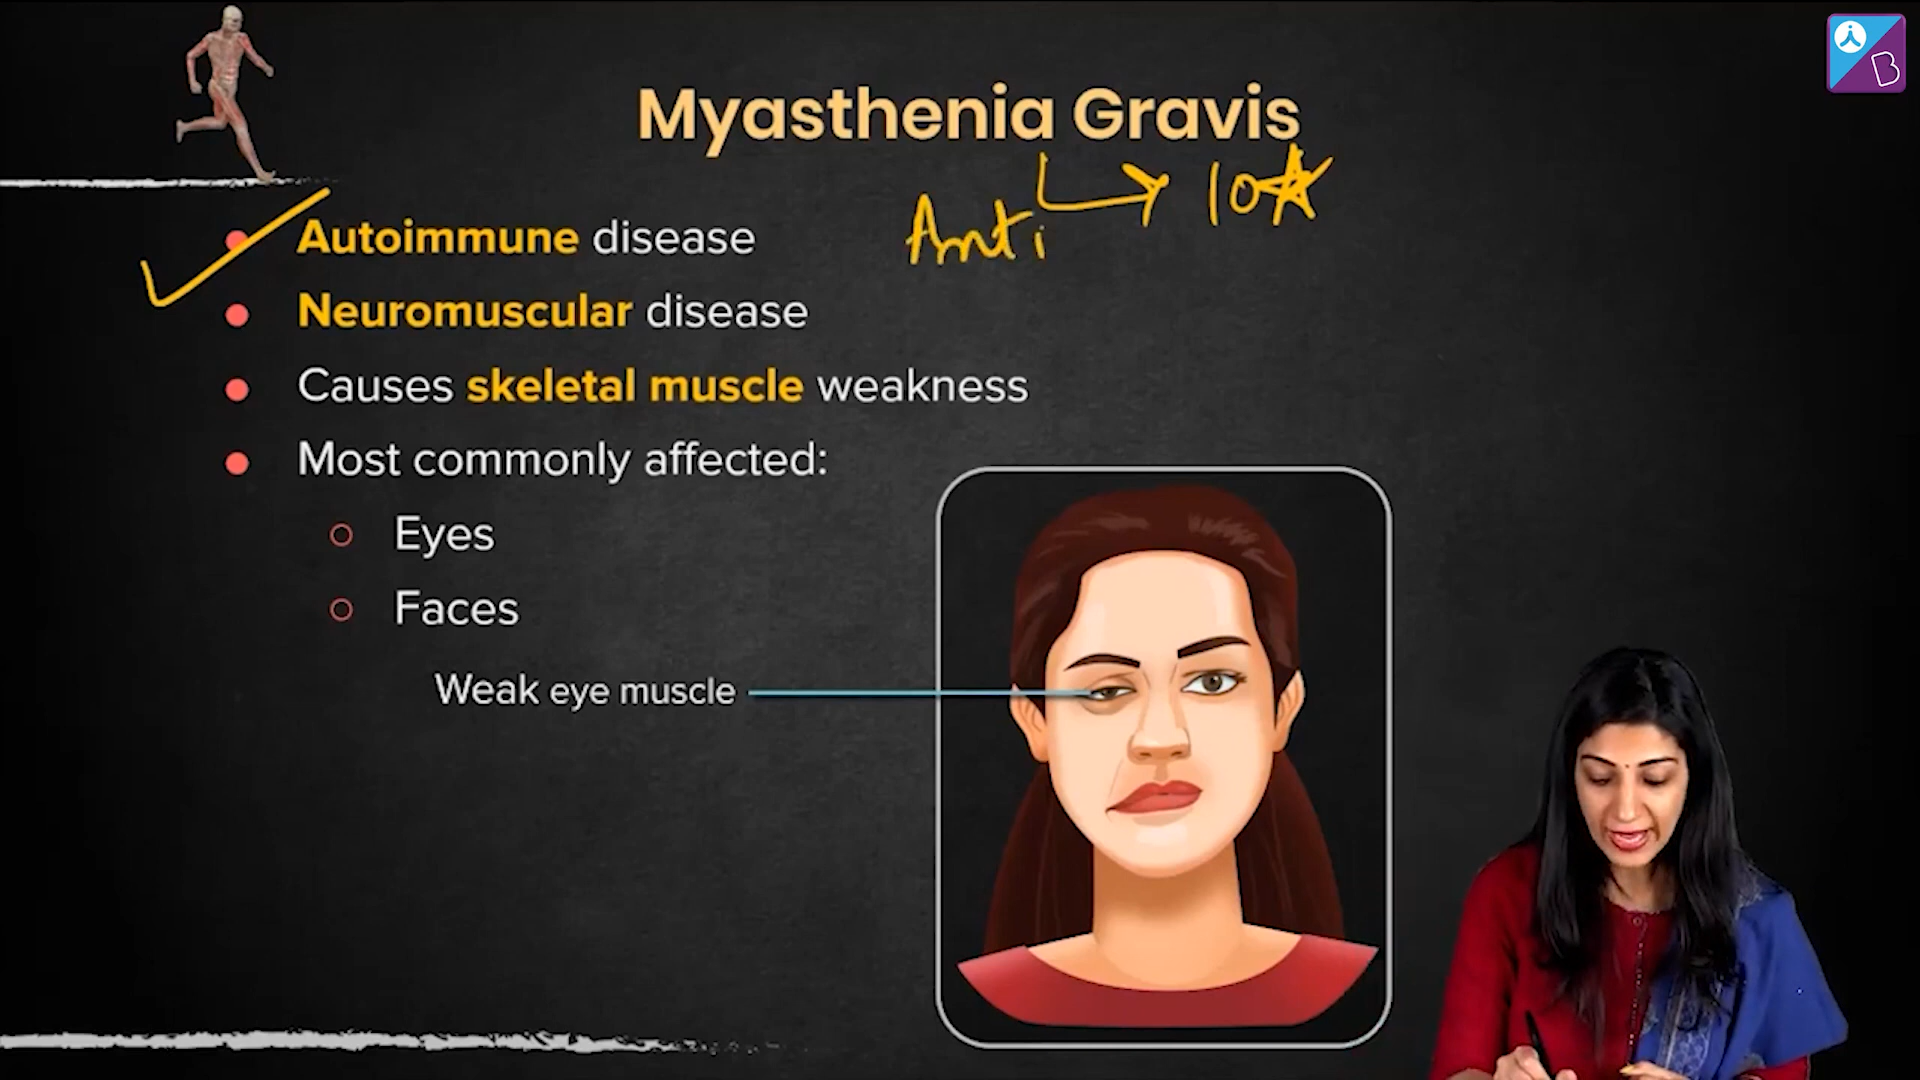 Myasthenia Gravis
Anti → 10☆
Autoimmune disease
Neuromuscular disease
Causes skeletal muscle weakness
Most commonly affected:
Eyes
Faces
Weak eye muscle
B